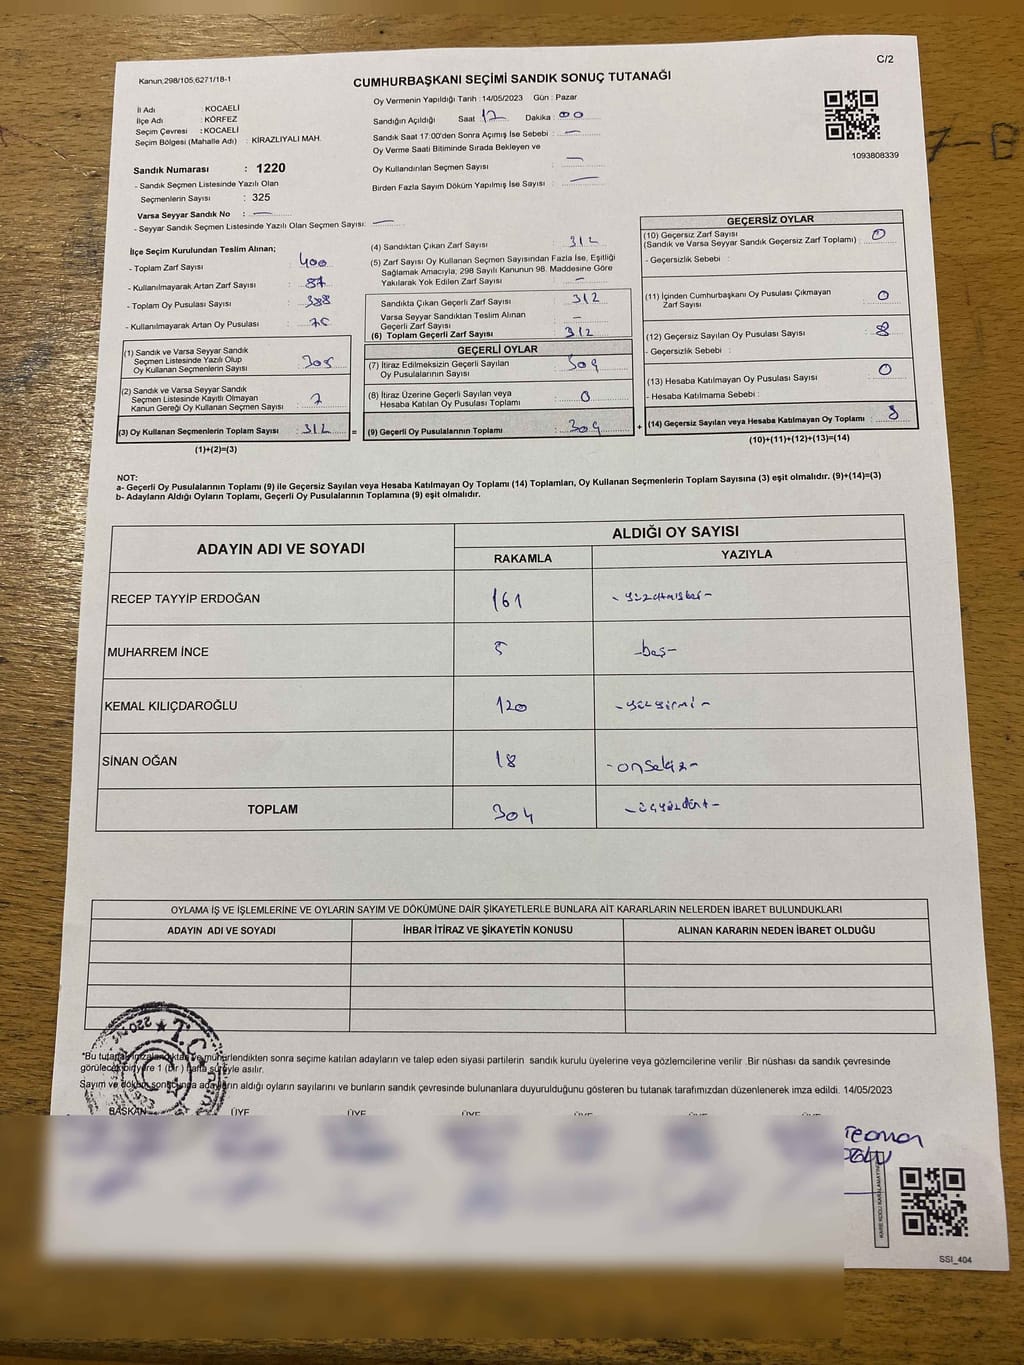 C/2
Kanun,298/105,6271/18-1
CUMHURBAŞKANI SEÇİMİ SANDIK SONUÇ TUTANAĞI
İl Adı : KOCAELİ
İlçe Adı : KÖRFEZ
Seçim Çevresi : KOCAELİ
Seçim Bölgesi (Mahalle Adı) : KİRAZLIYALI MAH.
Sandık Numarası : 1220
- Sandık Seçmen Listesinde Yazılı Olan
Seçmenlerin Sayısı : 325
Varsa Seyyar Sandık No : —
- Seyyar Sandık Seçmen Listesinde Yazılı Olan Seçmen Sayısı: —
Oy Vermenin Yapıldığı Tarih : 14/05/2023 Gün : Pazar
Sandığın Açıldığı Saat : 17 Dakika : 00
Sandık Saat 17:00'den Sonra Açımış İse Sebebi : —
Oy Verme Saati Bitiminde Sırada Bekleyen ve
Oy Kullandırılan Seçmen Sayısı : —
Birden Fazla Sayım Döküm Yapılmış İse Sayısı : —
1093808339
7-B
İlçe Seçim Kurulundan Teslim Alınan;
- Toplam Zarf Sayısı : 400
- Kullanılmayarak Artan Zarf Sayısı : 87
- Toplam Oy Pusulası Sayısı : 388
- Kullanılmayarak Artan Oy Pusulası : 75
(1) Sandık ve Varsa Seyyar Sandık
Seçmen Listesinde Yazılı Olup
Oy Kullanan Seçmenlerin Sayısı : 305
(2) Sandık ve Varsa Seyyar Sandık
Seçmen Listesinde Kayıtlı Olmayan
Kanun Gereği Oy Kullanan Seçmen Sayısı : 7
(3) Oy Kullanan Seçmenlerin Toplam Sayısı : 312 =
(1)+(2)=(3)
(4) Sandıktan Çıkan Zarf Sayısı : 312
(5) Zarf Sayısı Oy Kullanan Seçmen Sayısından Fazla İse, Eşitliği
Sağlamak Amacıyla, 298 Sayılı Kanunun 98. Maddesine Göre
Yakılarak Yok Edilen Zarf Sayısı : —
Sandıkta Çıkan Geçerli Zarf Sayısı : 312
Varsa Seyyar Sandıktan Teslim Alınan
Geçerli Zarf Sayısı : —
(6) Toplam Geçerli Zarf Sayısı : 312
GEÇERLİ OYLAR
(7) İtiraz Edilmeksizin Geçerli Sayılan
Oy Pusulalarının Sayısı : 304
(8) İtiraz Üzerine Geçerli Sayılan veya
Hesaba Katılan Oy Pusulası Toplamı : 0
(9) Geçerli Oy Pusulalarının Toplamı : 304 +
GEÇERSİZ OYLAR
(10) Geçersiz Zarf Sayısı
(Sandık ve Varsa Seyyar Sandık Geçersiz Zarf Toplamı) : 0
- Geçersizlik Sebebi :
(11) İçinden Cumhurbaşkanı Oy Pusulası Çıkmayan
Zarf Sayısı : 0
(12) Geçersiz Sayılan Oy Pusulası Sayısı : 8
- Geçersizlik Sebebi :
(13) Hesaba Katılmayan Oy Pusulası Sayısı : 0
- Hesaba Katılmama Sebebi :
(14) Geçersiz Sayılan veya Hesaba Katılmayan Oy Toplamı : 8
(10)+(11)+(12)+(13)=(14)
NOT:
a- Geçerli Oy Pusulalarının Toplamı (9) ile Geçersiz Sayılan veya Hesaba Katılmayan Oy Toplamı (14) Toplamları, Oy Kullanan Seçmenlerin Toplam Sayısına (3) eşit olmalıdır. (9)+(14)=(3)
b- Adayların Aldığı Oyların Toplamı, Geçerli Oy Pusulalarının Toplamına (9) eşit olmalıdır.
ADAYIN ADI VE SOYADI ALDIĞI OY SAYISI
RAKAMLA YAZIYLA
RECEP TAYYİP ERDOĞAN 161 - yüzatmışbir -
MUHARREM İNCE 5 - beş -
KEMAL KILIÇDAROĞLU 120 - yüzyirmi -
SİNAN OĞAN 18 - onsekiz -
TOPLAM 304 - üçyüzdört -
OYLAMA İŞ VE İŞLEMLERİNE VE OYLARIN SAYIM VE DÖKÜMÜNE DAİR ŞİKAYETLERLE BUNLARA AİT KARARLARIN NELERDEN İBARET BULUNDUKLARI
ADAYIN ADI VE SOYADI İHBAR İTİRAZ VE ŞİKAYETİN KONUSU ALINAN KARARIN NEDEN İBARET OLDUĞU
T.C.
*Bu tutanak imzalandıktan ve mühürlendikten sonra seçime katılan adayların ve talep eden siyasi partilerin sandık kurulu üyelerine veya gözlemcilerine verilir .Bir nüshası da sandık çevresinde
görülecek bir yere 1 (bir ) hafta süreyle asılır.
Sayım ve döküm sonucunda adayların aldığı oyların sayılarını ve bunların sandık çevresinde bulunanlara duyurulduğunu gösteren bu tutanak tarafımızdan düzenlenerek imza edildi. 14/05/2023
BAŞKAN ÜYE ÜYE ÜYE ÜYE ÜYE ÜYE
SSI_404